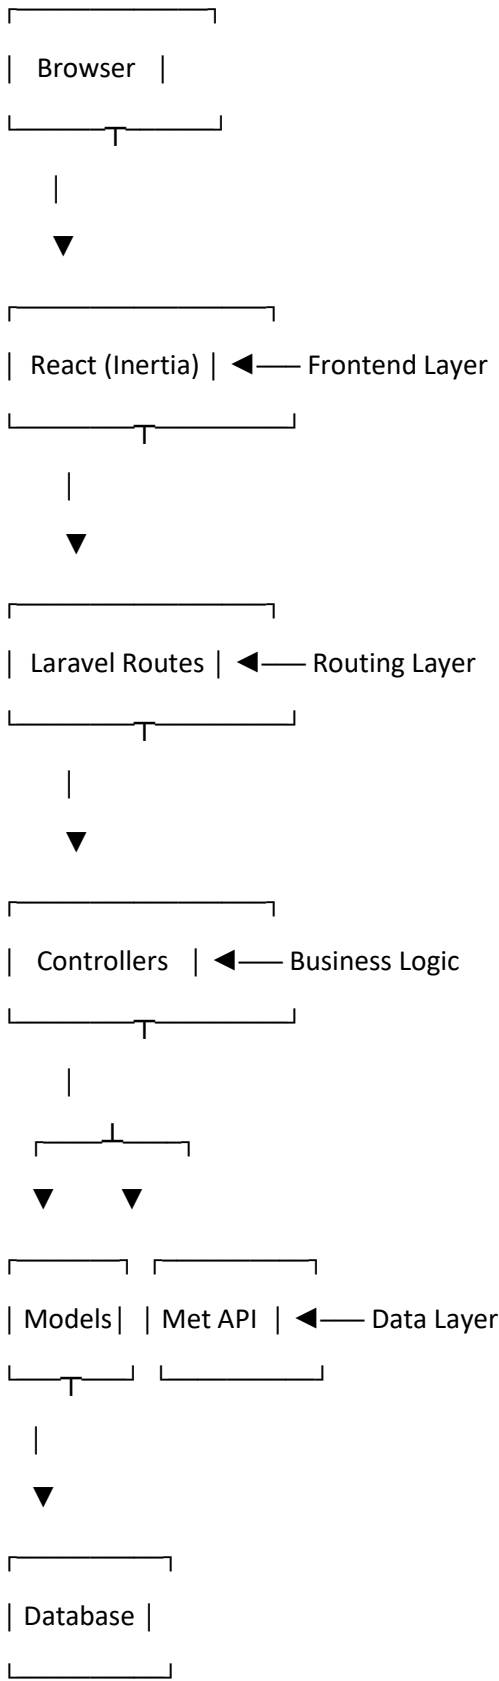 Browser
React (Inertia) ◄── Frontend Layer
Laravel Routes ◄── Routing Layer
Controllers ◄── Business Logic
Models Met API ◄── Data Layer
Database